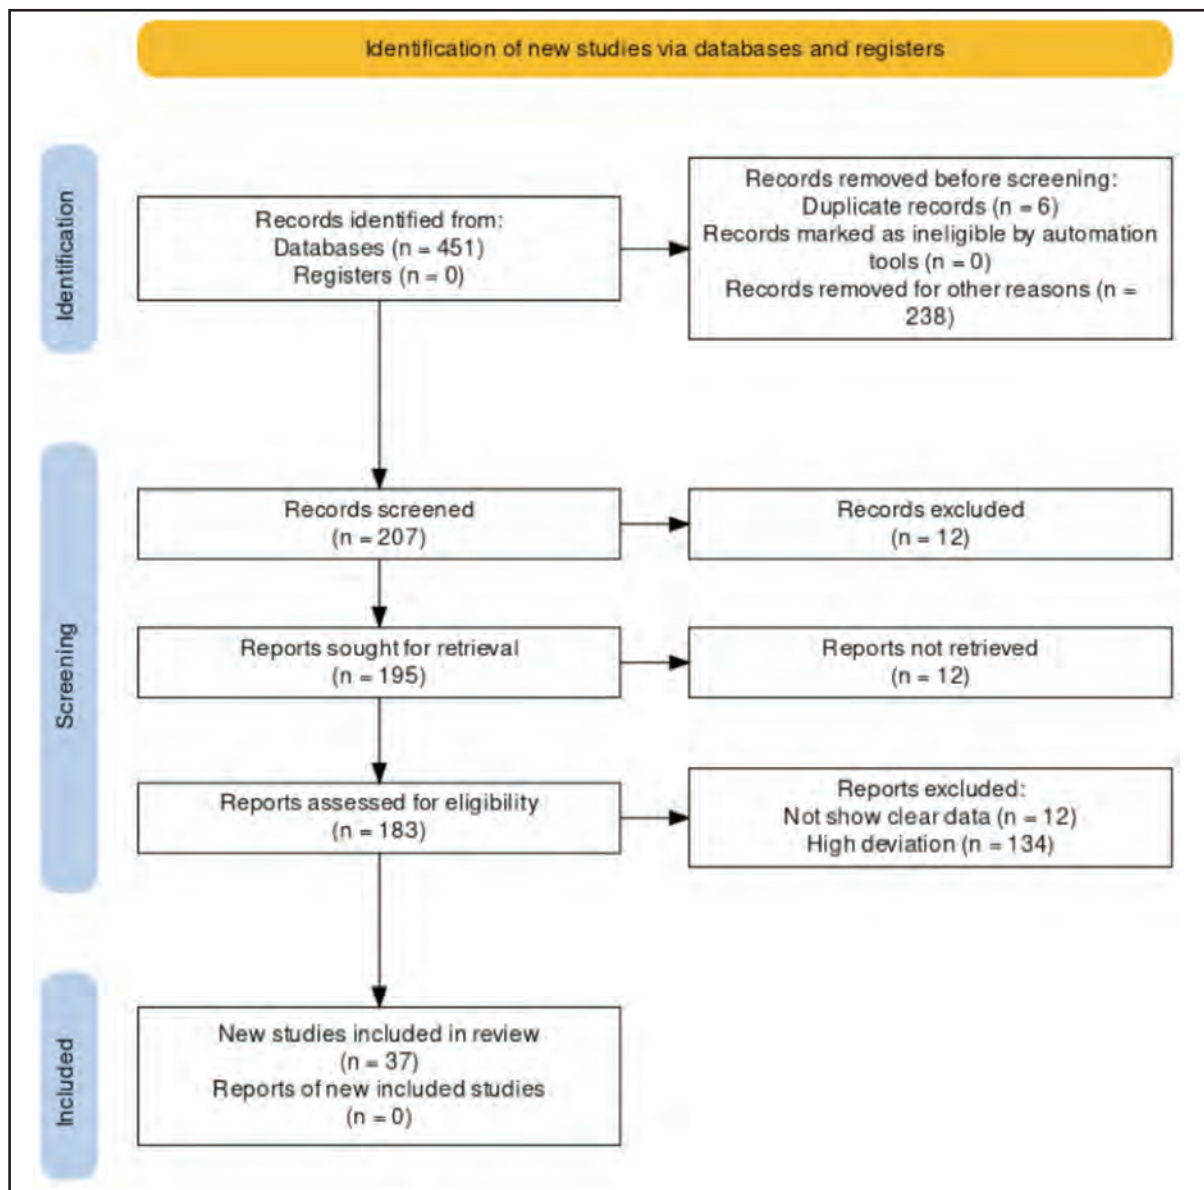 Identification of new studies via databases and registers
Identification
Records identified from:
Databases (n = 451)
Registers (n = 0)
Records removed before screening:
Duplicate records (n = 6)
Records marked as ineligible by automation
tools (n = 0)
Records removed for other reasons (n =
238)
Screening
Records screened
(n = 207)
Records excluded
(n = 12)
Reports sought for retrieval
(n = 195)
Reports not retrieved
(n = 12)
Reports assessed for eligibility
(n = 183)
Reports excluded:
Not show clear data (n = 12)
High deviation (n = 134)
Included
New studies included in review
(n = 37)
Reports of new included studies
(n = 0)